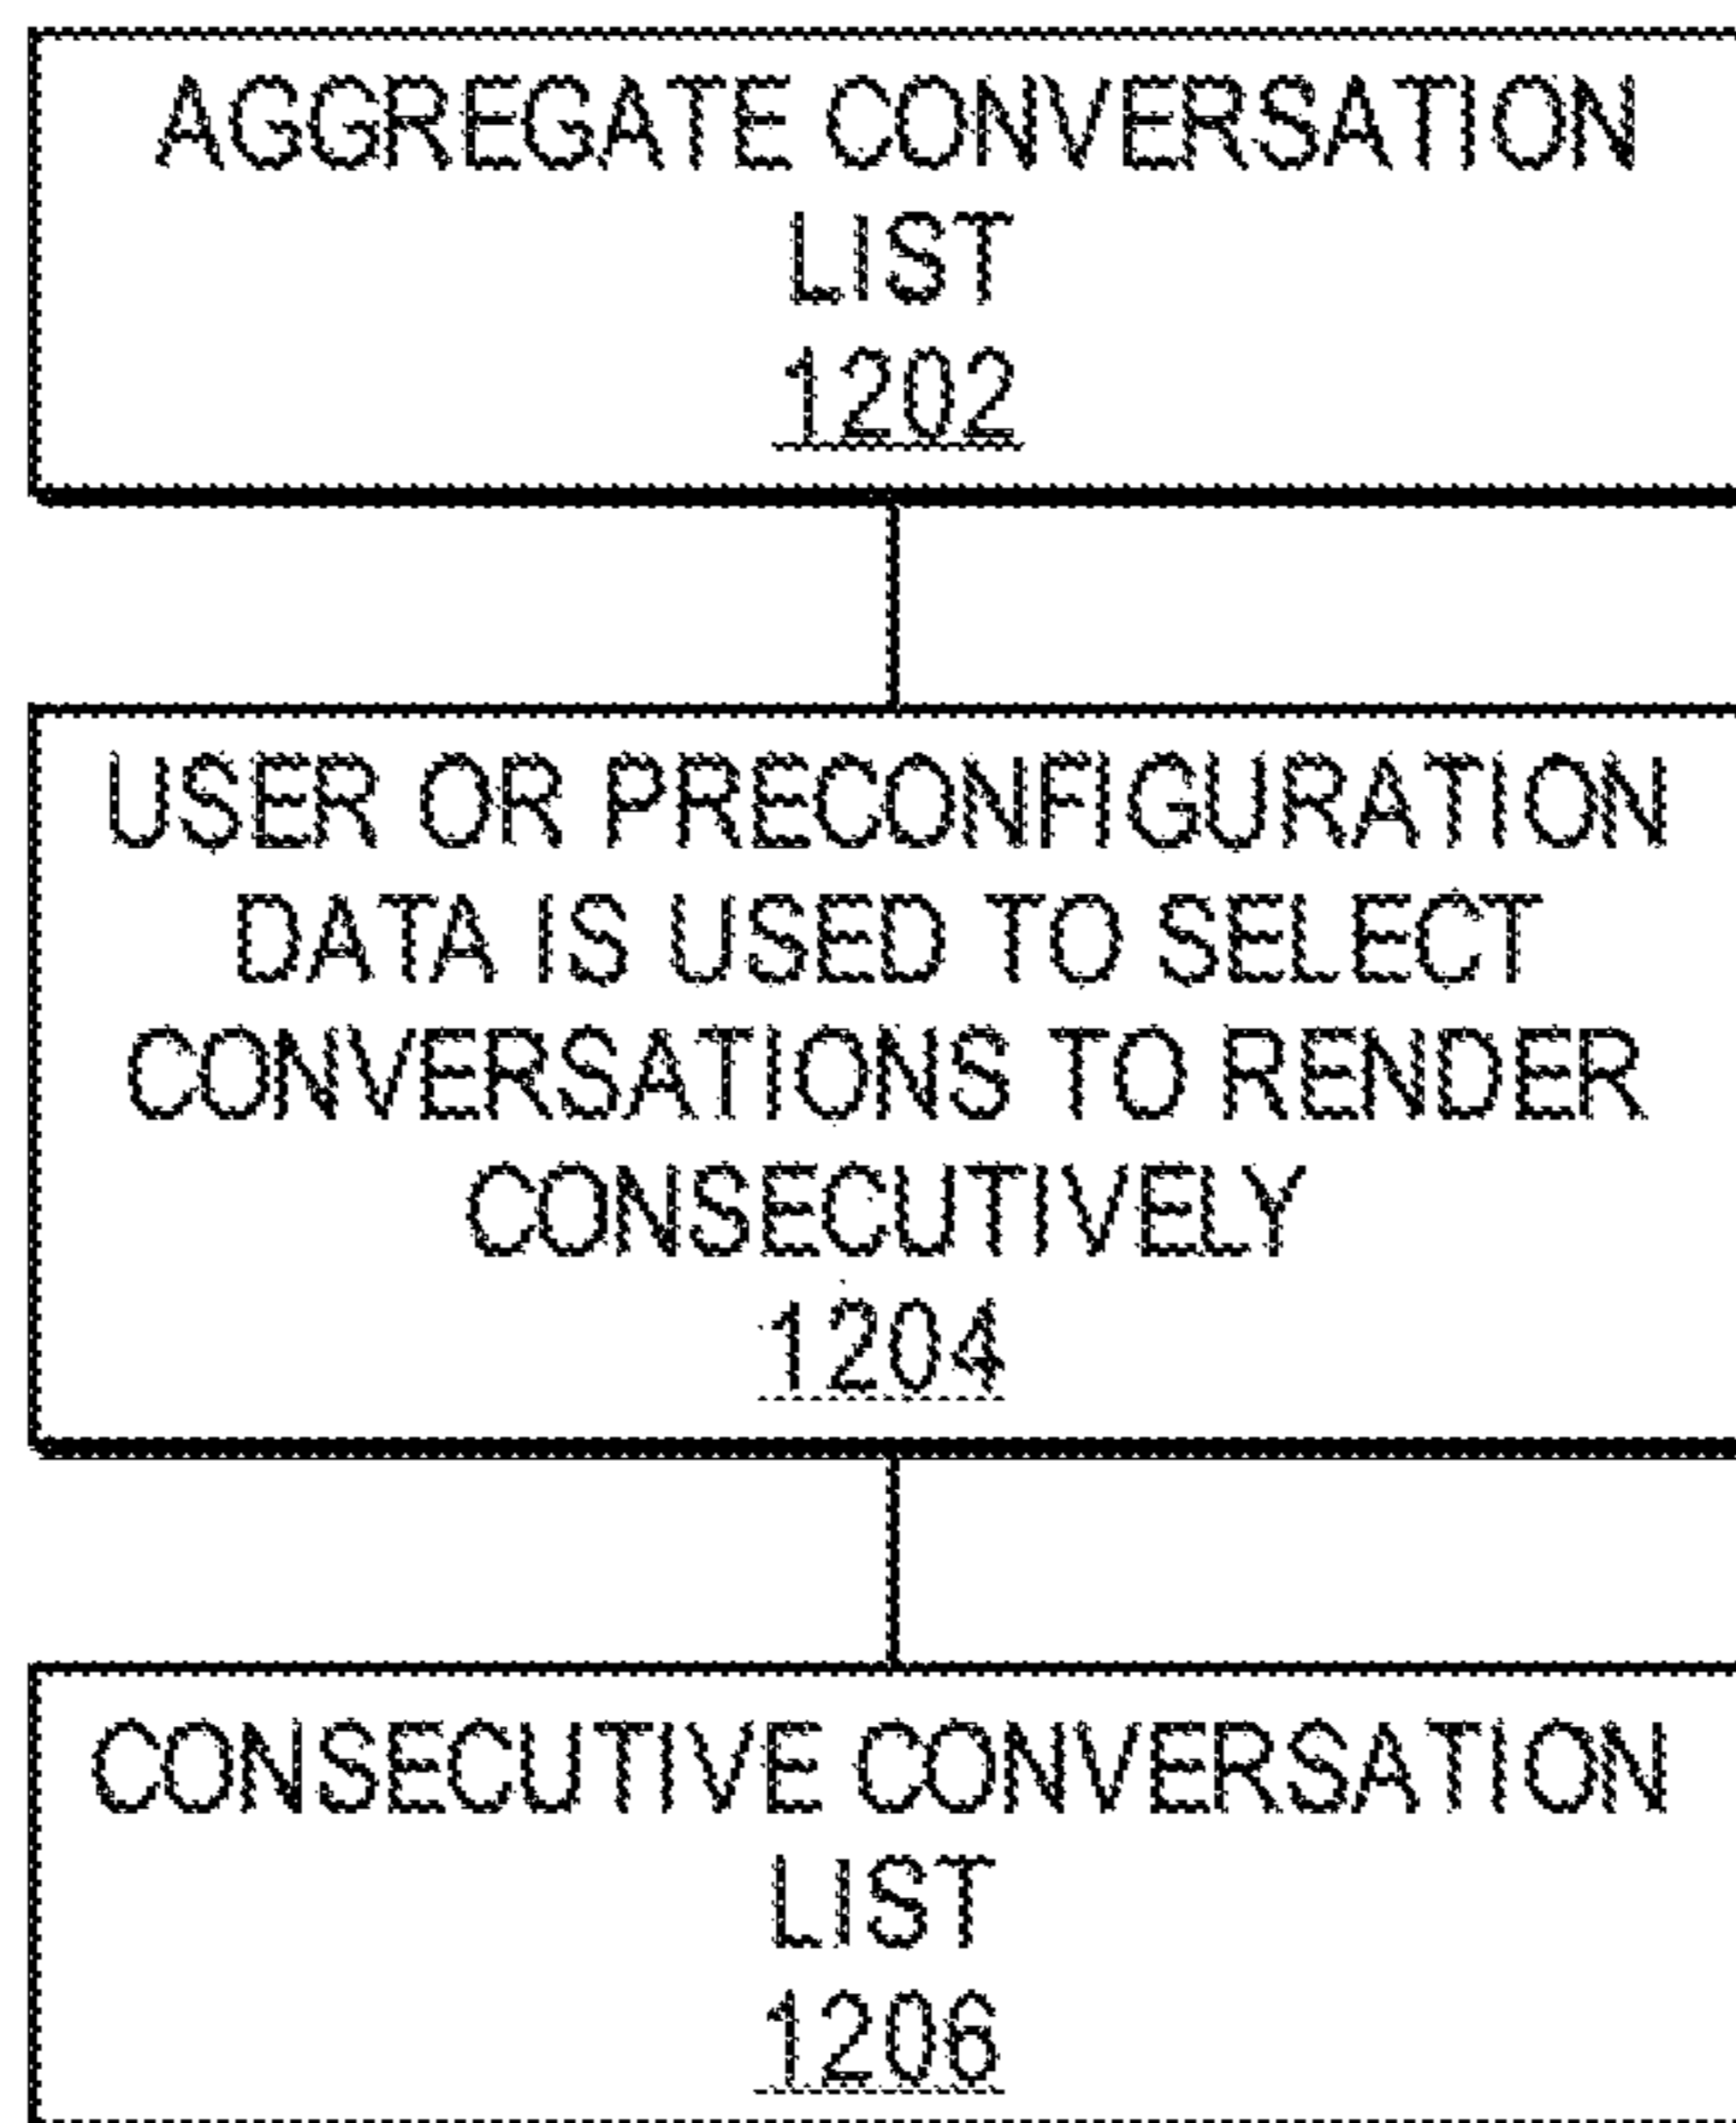 AGGREGATE CONVERSATION
LIST
1202
USER OR PRECONFIGURATION
DATA IS USED TO SELECT
CONVERSATIONS TO RENDER
CONSECUTIVELY
1204
CONSECUTIVE CONVERSATION
LIST
1206